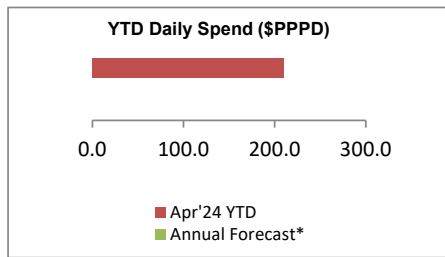 YTD Daily Spend ($PPPD)
0.0 100.0 200.0 300.0
Apr'24 YTD
Annual Forecast*